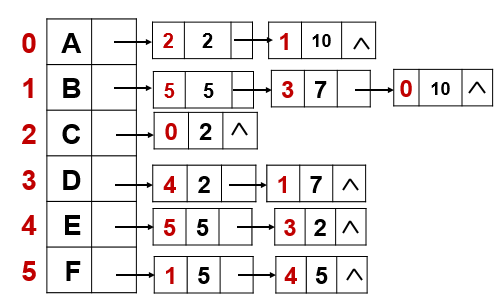 0 A 2 2 1 10 ^
1 B 5 5 3 7 0 10 ^
2 C 0 2 ^
3 D 4 2 1 7 ^
4 E 5 5 3 2 ^
5 F 1 5 4 5 ^